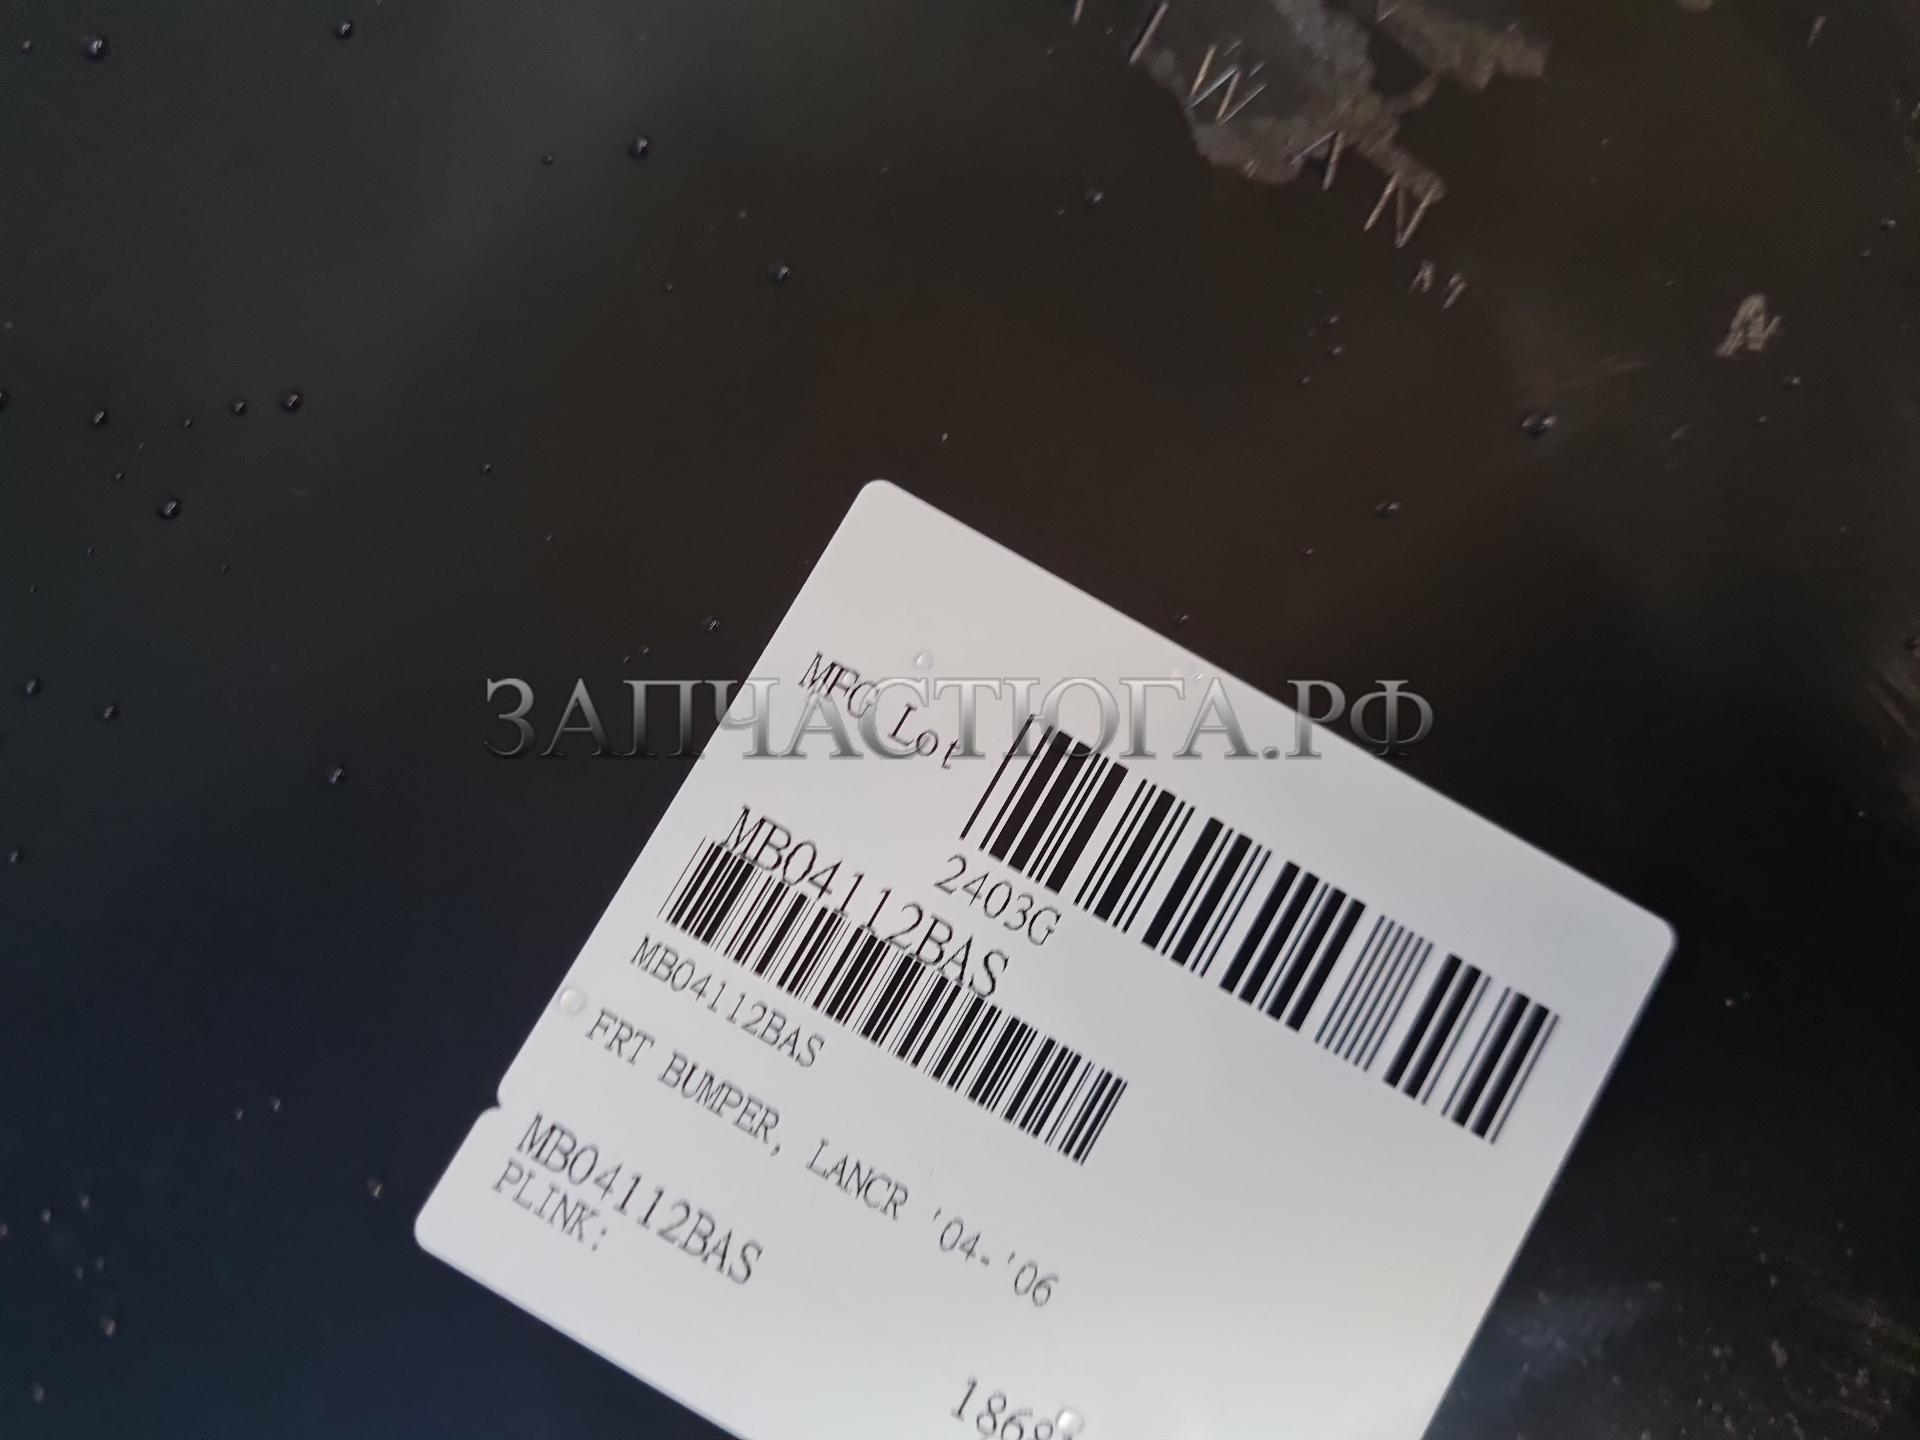 ЗАПЧАСТЮГА.РФ
MFG Lot
2403G
MB04112BAS
MB04112BAS
FRT BUMPER, LANCR '04-'06
MB04112BAS
PLINK: